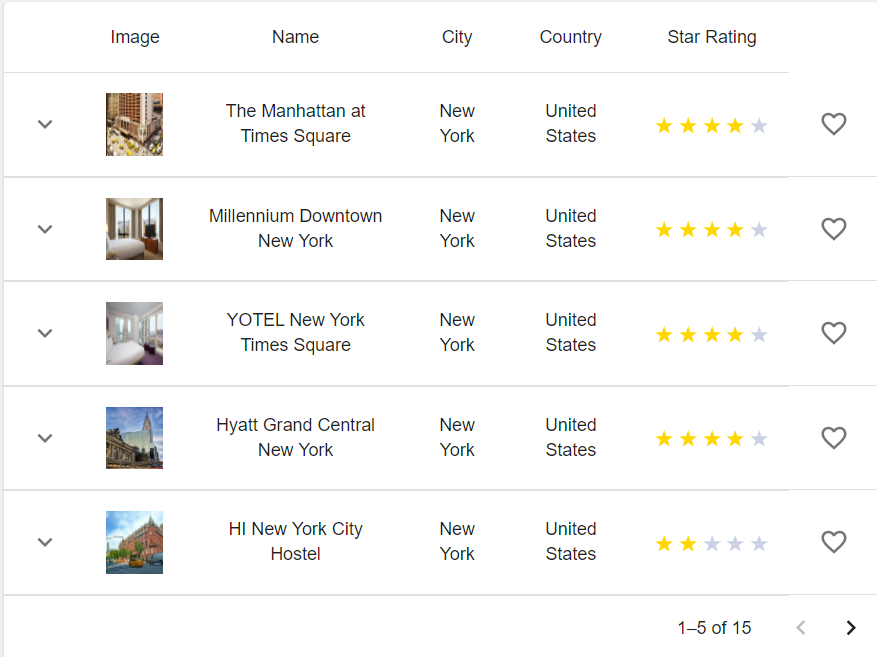 Image Name City Country Star Rating
The Manhattan at
Times Square
New
York
United
States
Millennium Downtown
New York
New
York
United
States
YOTEL New York
Times Square
New
York
United
States
Hyatt Grand Central
New York
New
York
United
States
HI New York City
Hostel
New
York
United
States
1–5 of 15